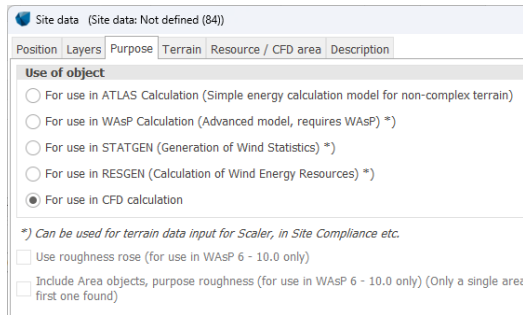 Site data (Site data: Not defined (84))
Position Layers Purpose Terrain Resource / CFD area Description
Use of object
For use in ATLAS Calculation (Simple energy calculation model for non-complex terrain)
For use in WAsP Calculation (Advanced model, requires WAsP) *)
For use in STATGEN (Generation of Wind Statistics) *)
For use in RESGEN (Calculation of Wind Energy Resources) *)
For use in CFD calculation
*) Can be used for terrain data input for Scaler, in Site Compliance etc.
Use roughness rose (for use in WAsP 6 - 10.0 only)
Include Area objects, purpose roughness (for use in WAsP 6 - 10.0 only) (Only a single area
first one found)